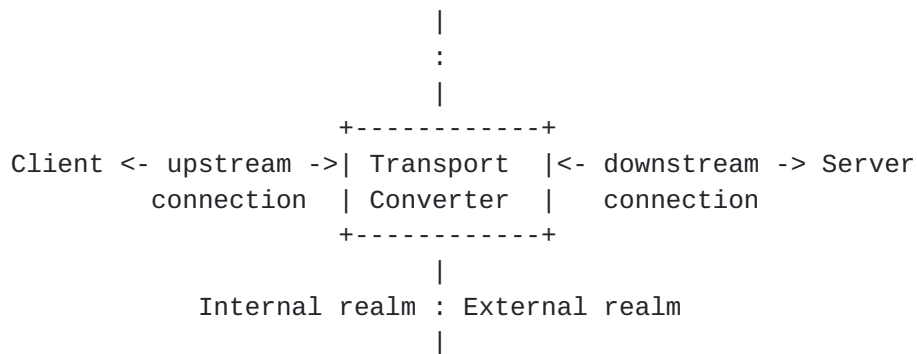 |
:
|
+------------+
Client <- upstream ->| Transport |<- downstream -> Server
connection | Converter | connection
+------------+
|
Internal realm : External realm
|